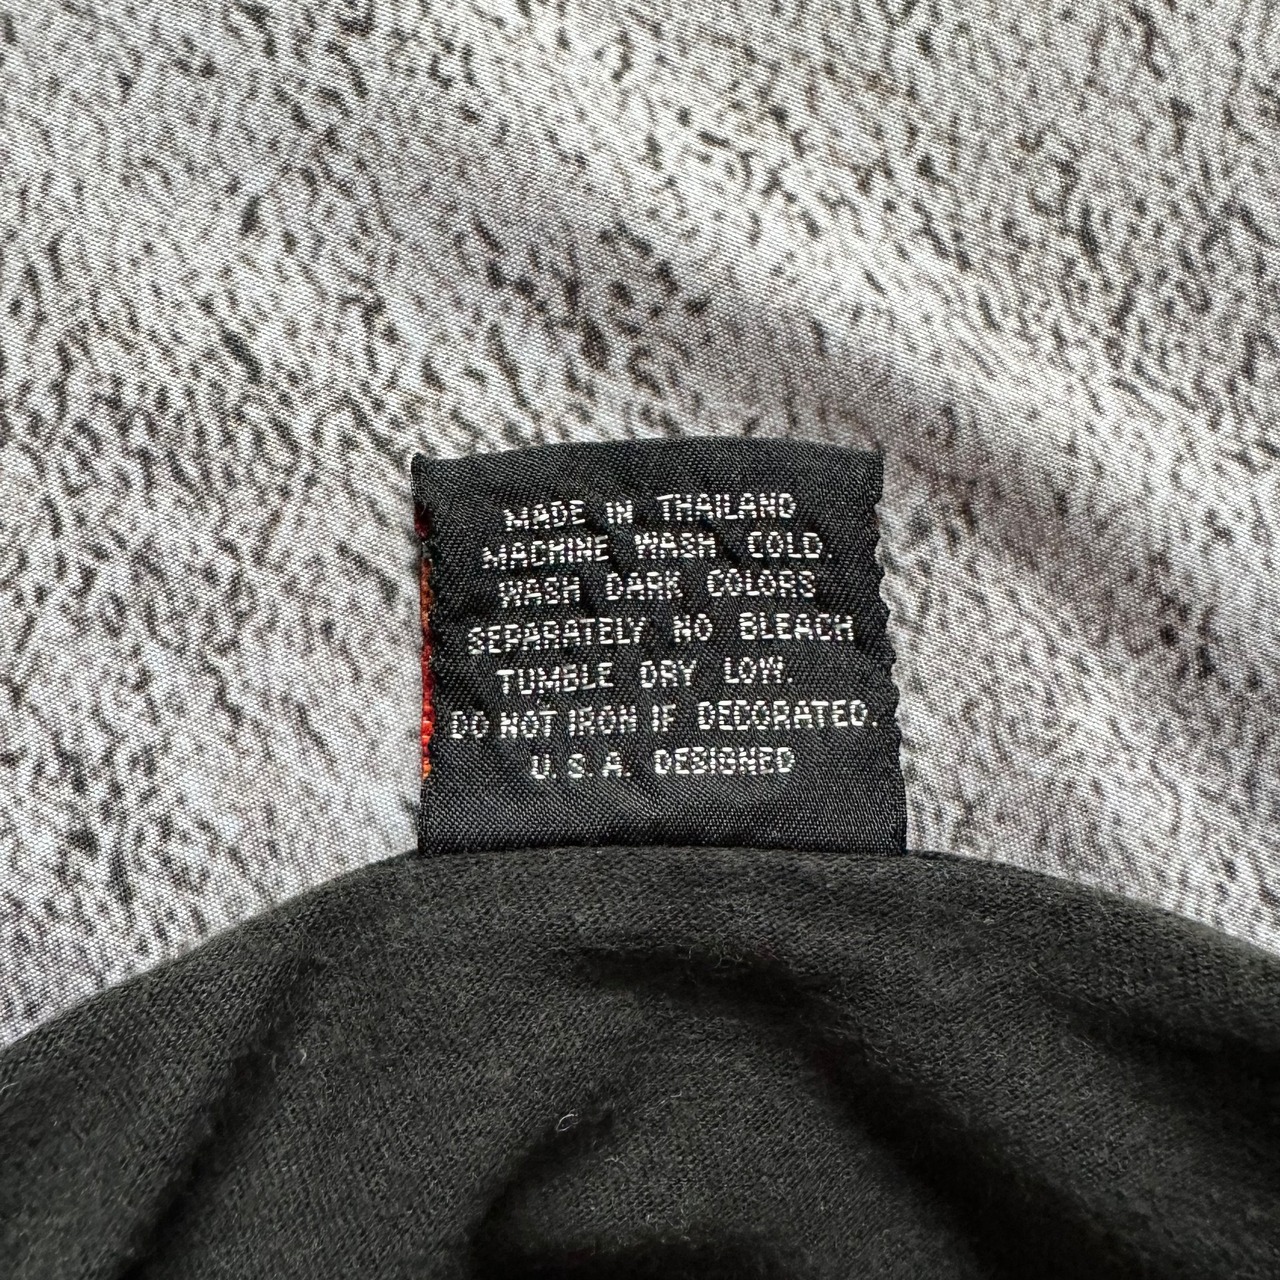 MADE IN THAILAND
MACHINE WASH COLD.
WASH DARK COLORS
SEPARATELY NO BLEACH
TUMBLE DRY LOW.
DO NOT IRON IF DECORATED.
U.S.A. DESIGNED